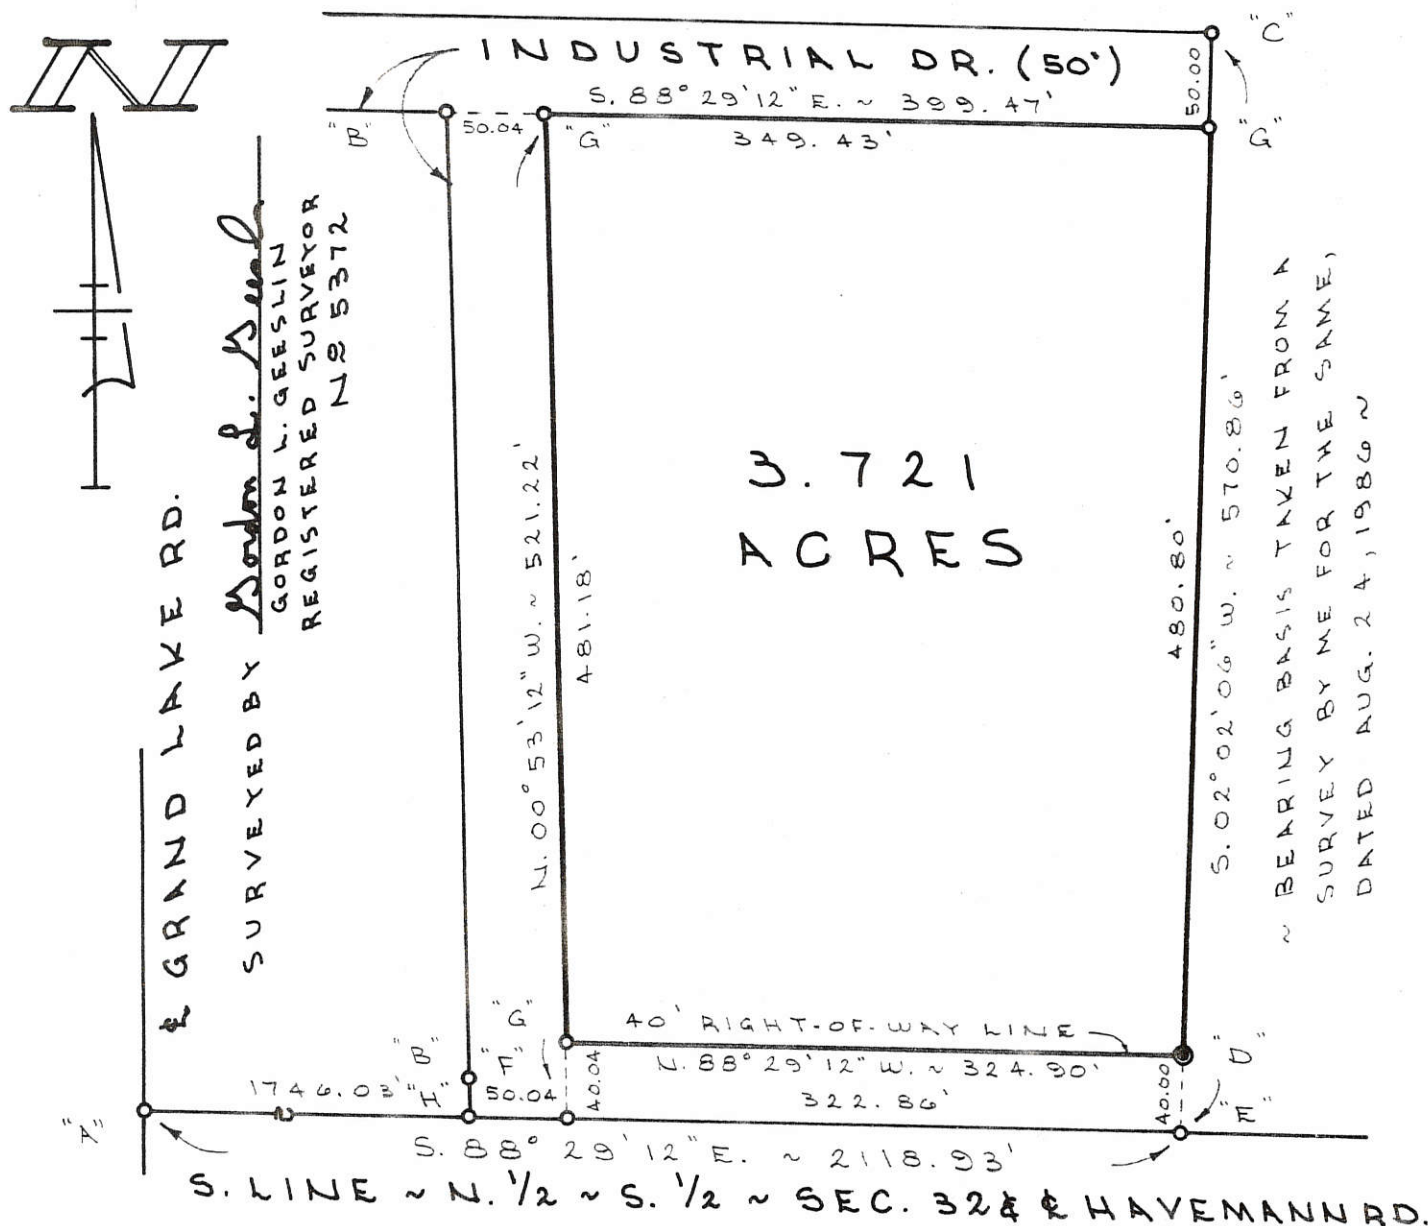 N
"C"
INDUSTRIAL DR. (50')
50.00
S. 88° 29' 12" E. ~ 399.47'
"B"
50.04
"G"
349. 43'
"G"
℄ GRAND LAKE RD.
SURVEYED BY Gordon L. Geeslin
GORDON L. GEESLIN
REGISTERED SURVEYOR
No 5372
N. 00° 53' 12" W. ~ 521.22'
481.18'
3.721
ACRES
480.80'
S. 02° 02' 06" W. ~ 570.86'
~ BEARING BASIS TAKEN FROM A
SURVEY BY ME FOR THE SAME,
DATED AUG. 24, 1986 ~
"G"
40' RIGHT-OF-WAY LINE
"B"
"F"
N. 88° 29' 12" W. ~ 324.90'
"D"
1746.03'
"H"
50.04
40.04
322.86'
40.00
"E"
"A"
S. 88° 29' 12" E. ~ 2118.93'
S. LINE ~ N. 1/2 ~ S. 1/2 ~ SEC. 32 & ℄ HAVEMANN RD.